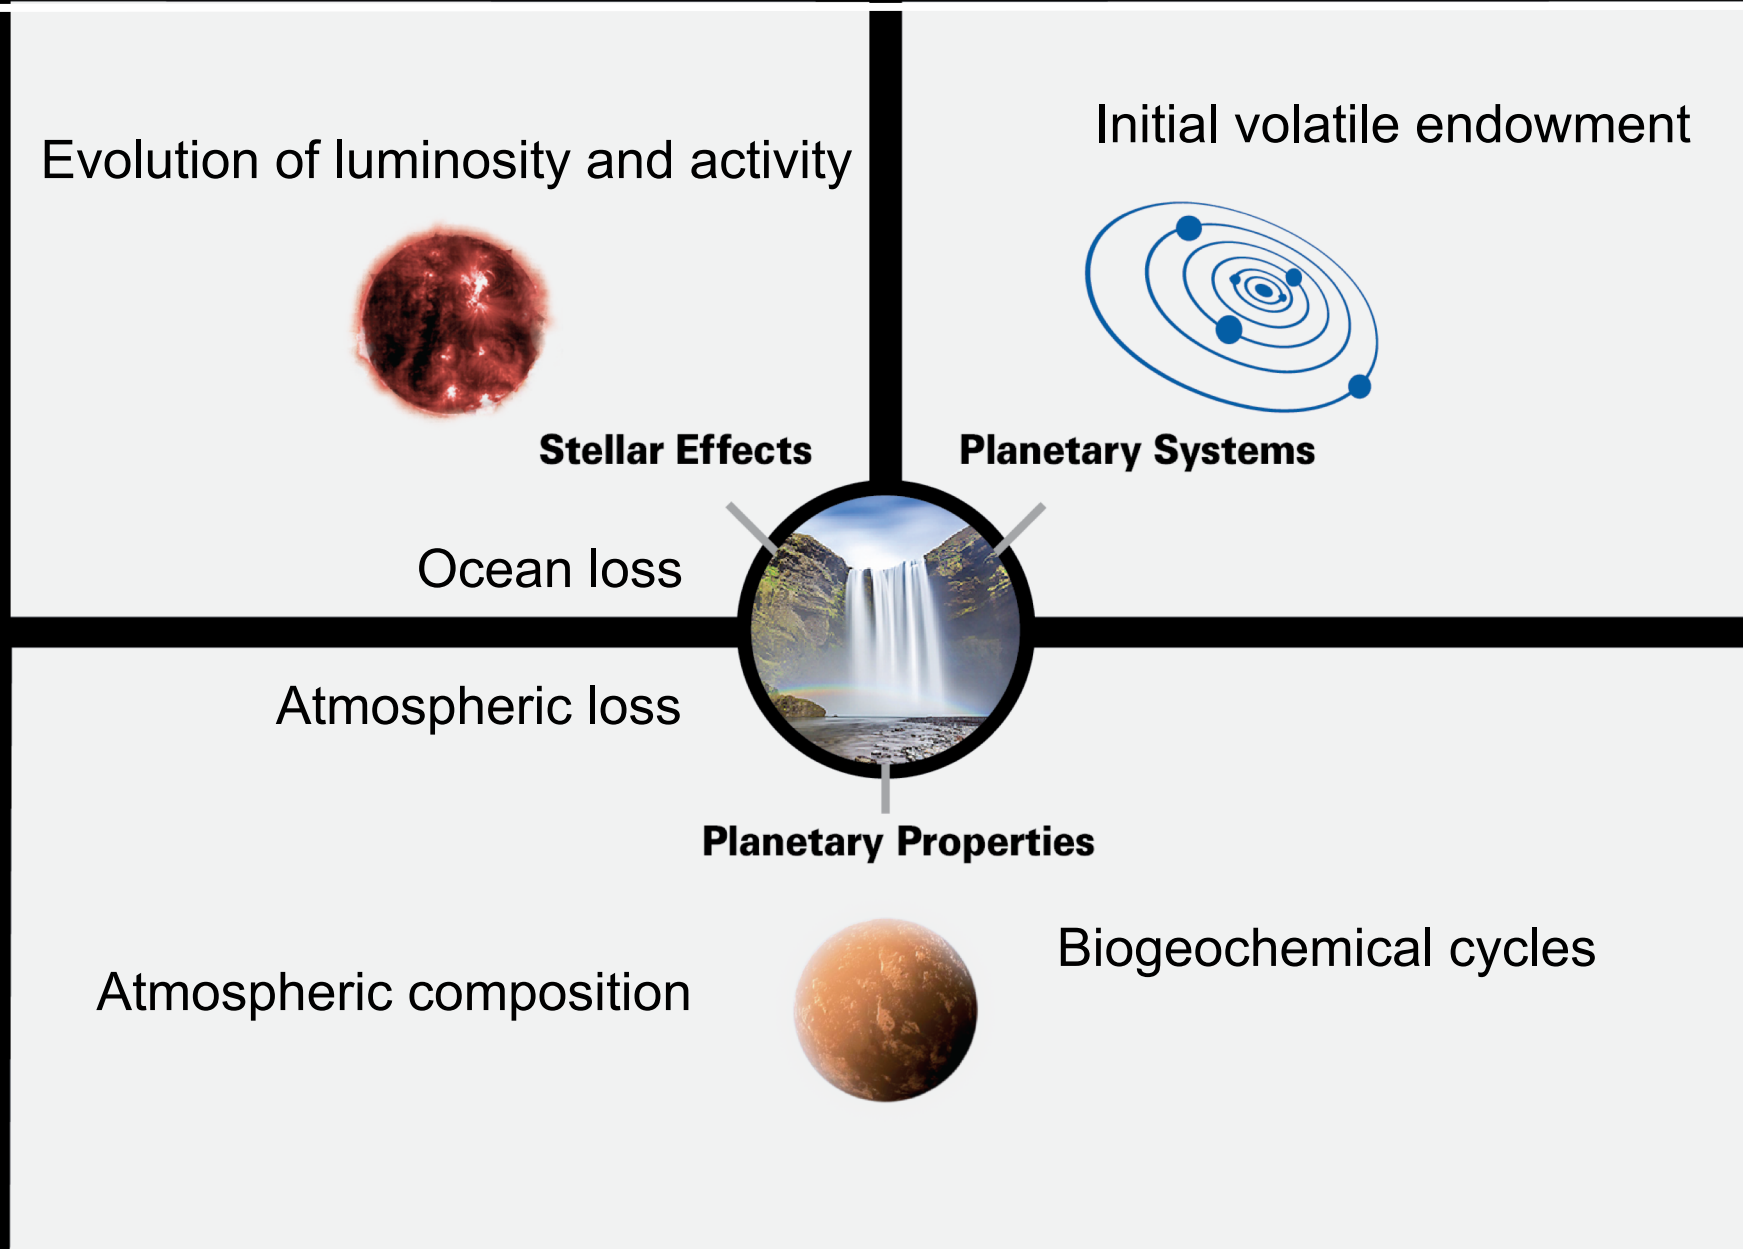 Evolution of luminosity and activity
Stellar Effects
Ocean loss
Initial volatile endowment
Planetary Systems
Atmospheric loss
Planetary Properties
Atmospheric composition
Biogeochemical cycles